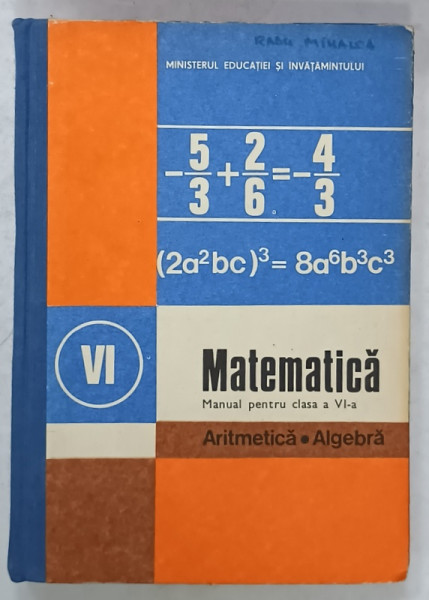 RADU MIHALCA
MINISTERUL EDUCAȚIEI ȘI ÎNVĂȚĂMÎNTULUI
-5/3+2/6=-4/3
(2a²bc)³=8a⁶b³c³
VI
Matematică
Manual pentru clasa a VI-a
Aritmetică • Algebră